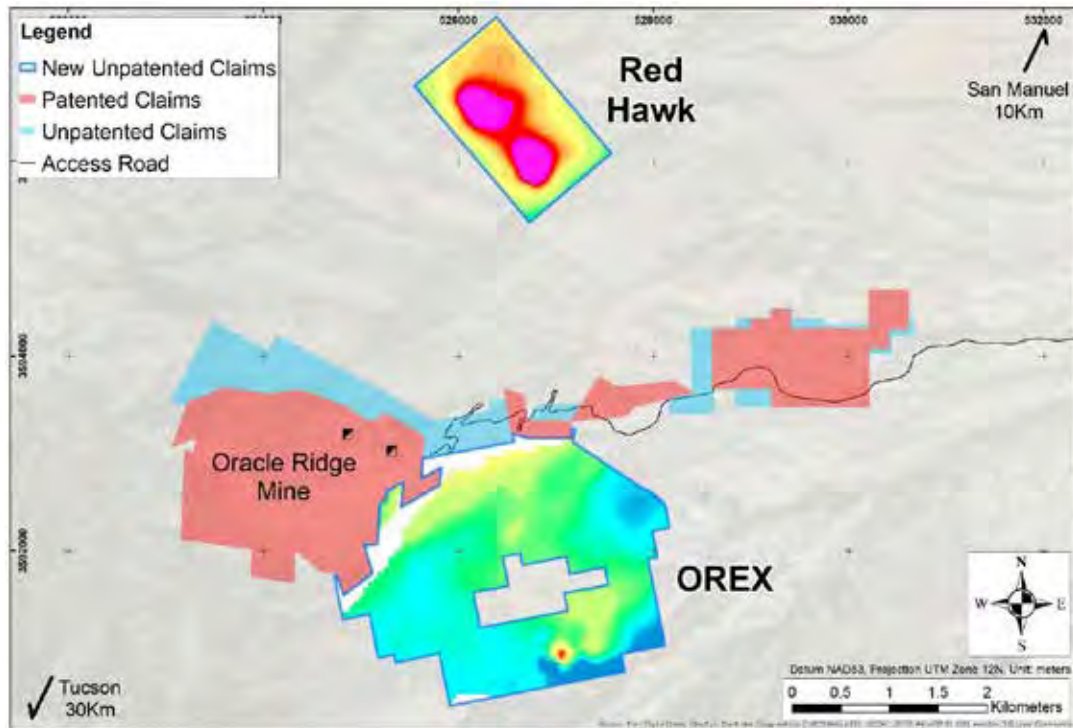 526000
528000
530000
532000
Legend
New Unpatented Claims
Patented Claims
Unpatented Claims
Access Road
Red
Hawk
San Manuel
10Km
3504000
Oracle Ridge
Mine
OREX
N
W
E
S
Tucson
30Km
Datum NAD83, Projection UTM Zone 12N, Unit: meters
0 0.5 1 1.5 2
Kilometers